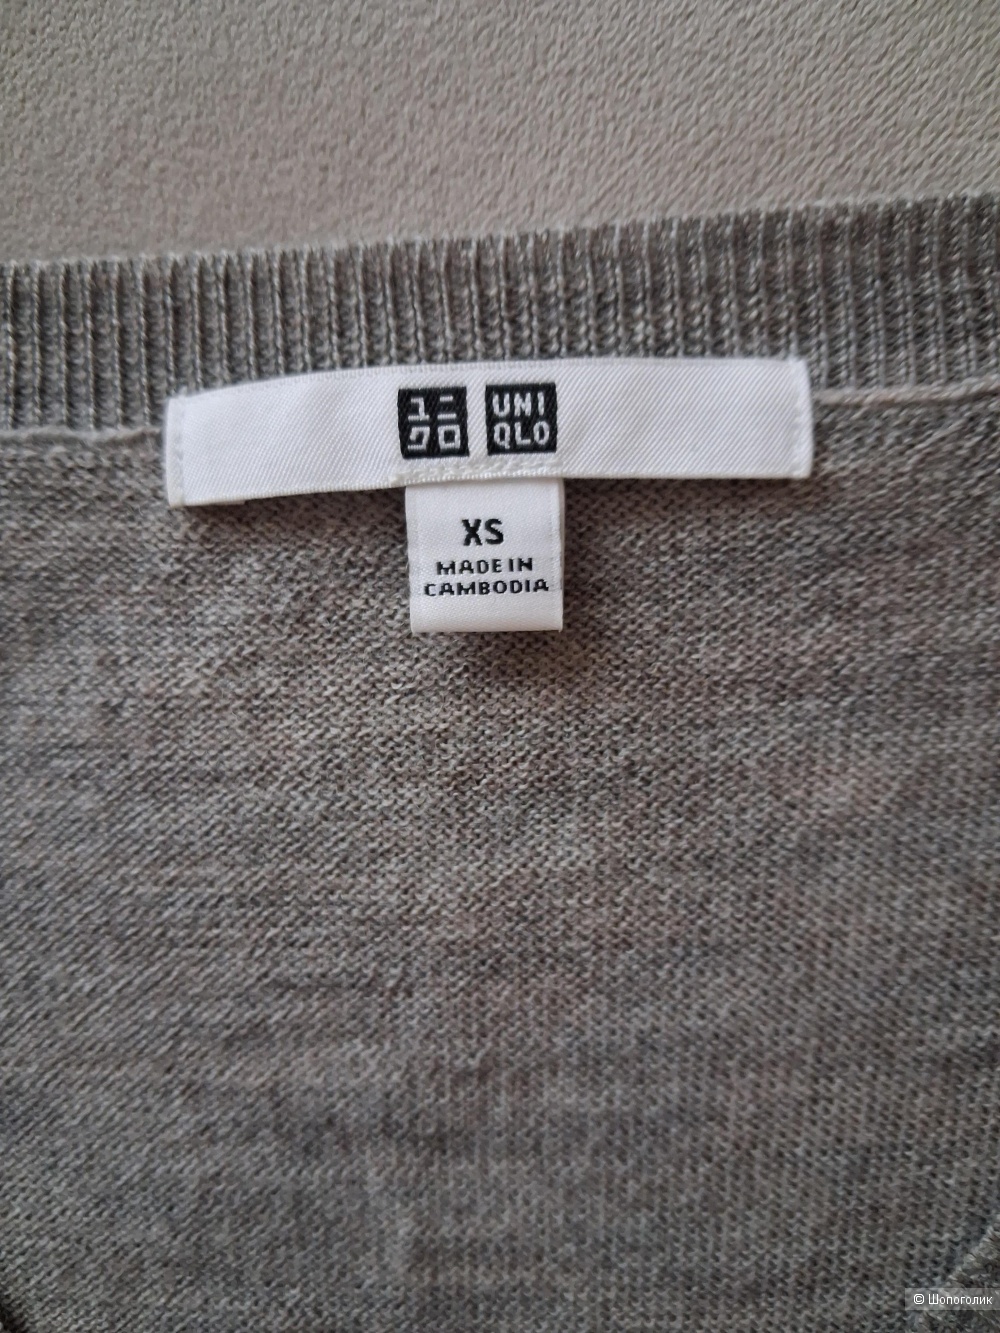 ユニ UNI
クロ QLO
XS
MADE IN
CAMBODIA
© Шопоголик